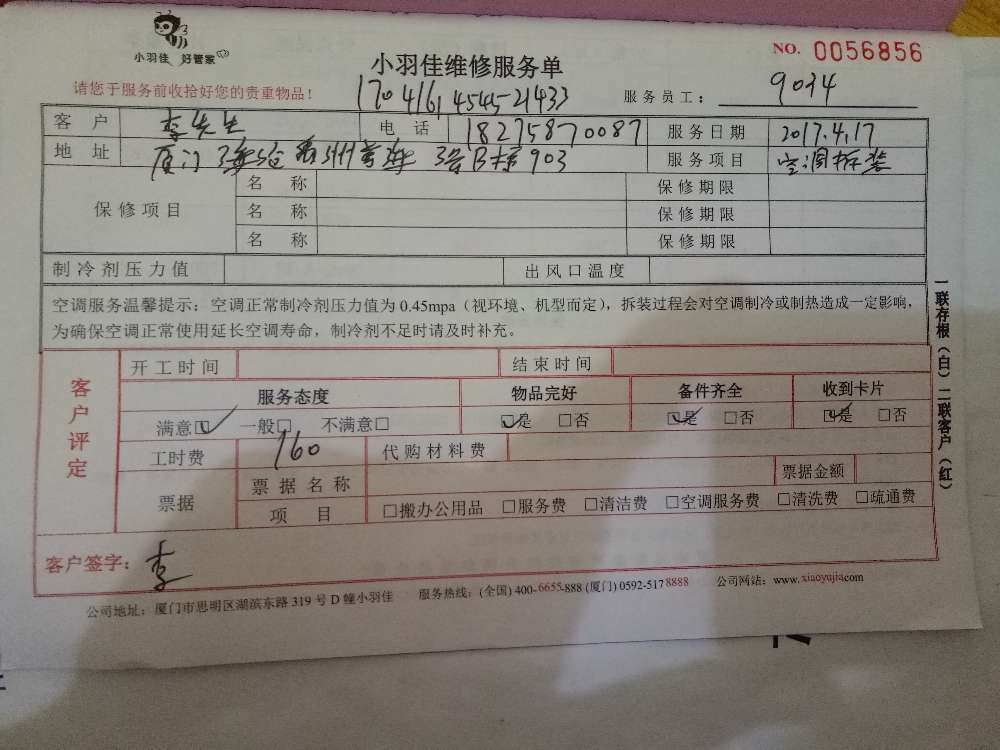 小羽佳 好管家
NO. 0056856
小羽佳维修服务单
请您于服务前收拾好您的贵重物品!
17041614545-21433
服务员工: 9034
客户 李先生 电话 18275870087 服务日期 2017.4.17
地址 厦门 3号B栋903 服务项目 空调拆装
保修项目
名称 保修期限
名称 保修期限
名称 保修期限
制冷剂压力值 出风口温度
空调服务温馨提示:空调正常制冷剂压力值为0.45mpa(视环境、机型而定),拆装过程会对空调制冷或制热造成一定影响,
为确保空调正常使用延长空调寿命,制冷剂不足时请及时补充。
客户评定
开工时间 结束时间
服务态度 物品完好 备件齐全 收到卡片
满意☑ 一般□ 不满意□ ☑是 □否 ☑是 □否 ☑是 □否
工时费 160 代购材料费
票据 票据名称 票据金额
项目 □搬办公用品 □服务费 □清洁费 □空调服务费 □清洗费 □疏通费
客户签字: 李
公司地址:厦门市思明区湖滨东路319号D幢小羽佳 服务热线:(全国)400-6655-888 (厦门) 0592-5178888 公司网站:www.xiaoyujia.com
一联存根(白)二联客户(红)